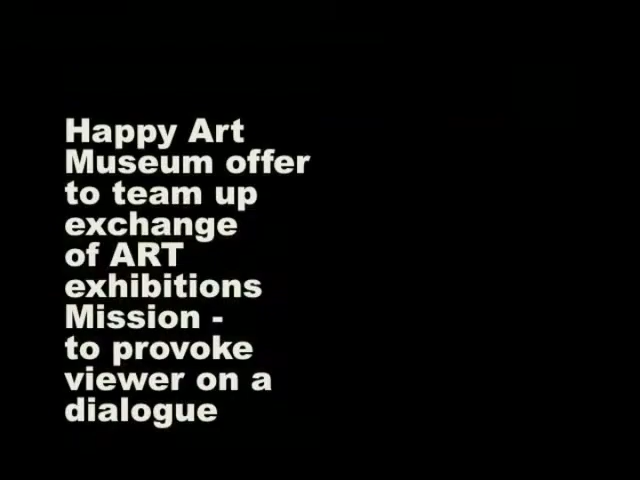 Happy Art
Museum offer
to team up
exchange
of ART
exhibitions
Mission -
to provoke
viewer on a
dialogue